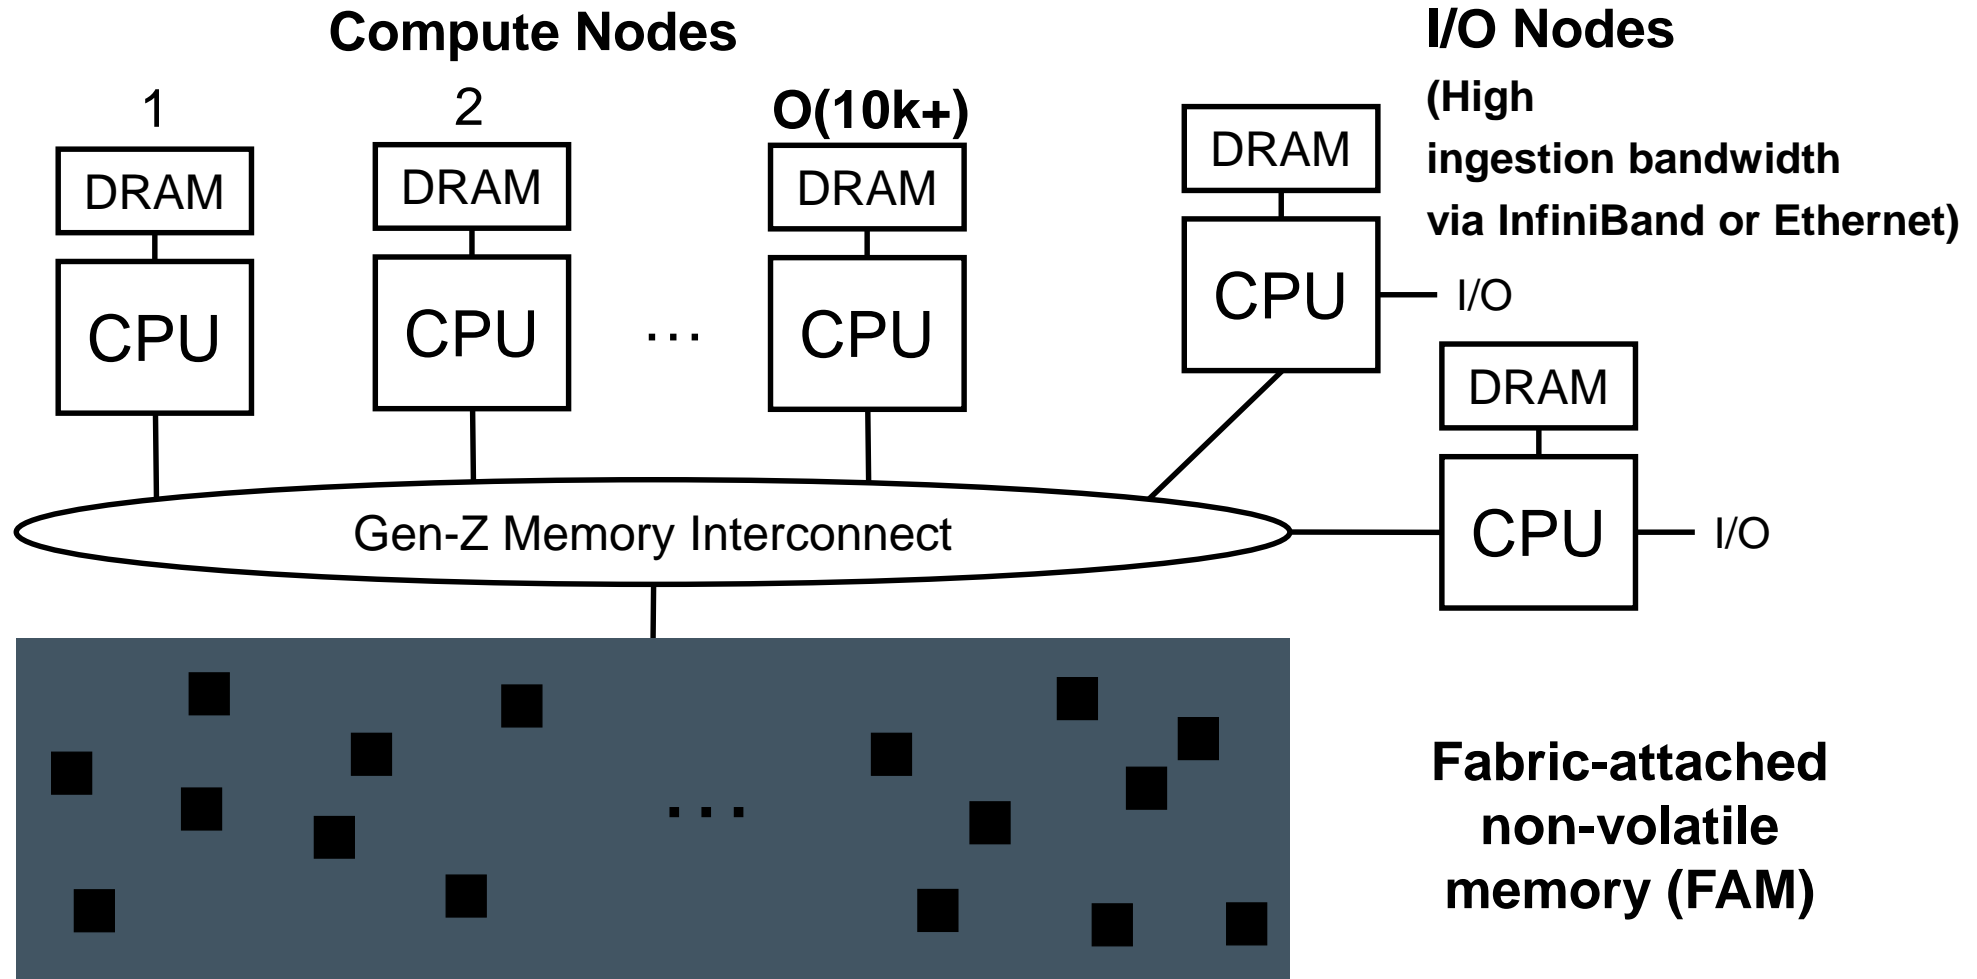 Compute Nodes
1
2
O(10k+)
DRAM
DRAM
DRAM
CPU
CPU
...
CPU
I/O Nodes
(High
ingestion bandwidth
via InfiniBand or Ethernet)
DRAM
CPU
I/O
DRAM
CPU
I/O
Gen-Z Memory Interconnect
...
Fabric-attached
non-volatile
memory (FAM)